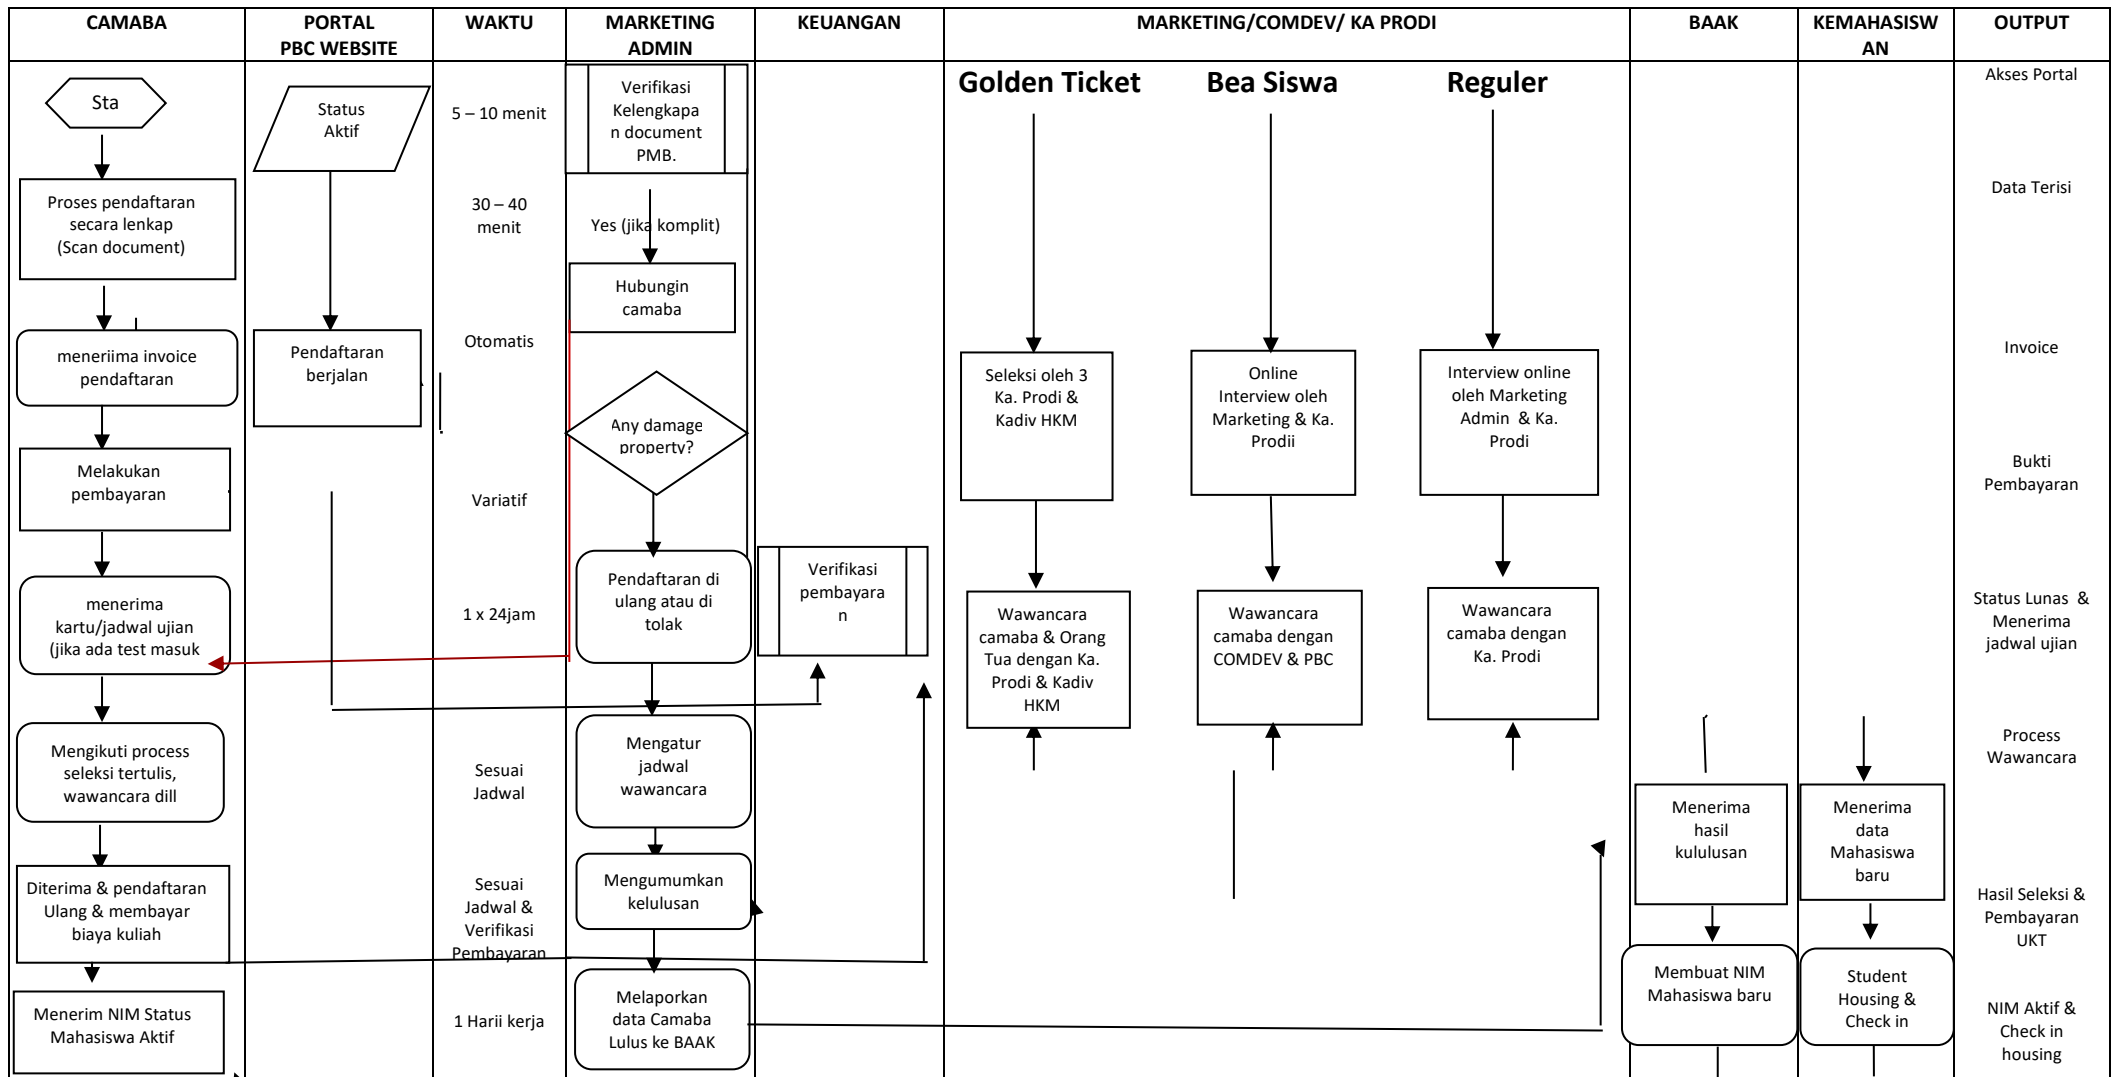 CAMABA
PORTAL
PBC WEBSITE
WAKTU
MARKETING
ADMIN
KEUANGAN
MARKETING/COMDEV/ KA PRODI
BAAK
KEMAHASISW
AN
OUTPUT
Sta
Proses pendaftaran
secara lenkap
(Scan document)
meneriima invoice
pendaftaran
Melakukan
pembayaran
menerima
kartu/jadwal ujian
(jika ada test masuk
Mengikuti process
seleksi tertulis,
wawancara dill
Diterima & pendaftaran
Ulang & membayar
biaya kuliah
Menerim NIM Status
Mahasiswa Aktif
Status
Aktif
Pendaftaran
berjalan
5 – 10 menit
30 – 40
menit
Otomatis
Variatif
1 x 24jam
Sesuai
Jadwal
Sesuai
Jadwal &
Verifikasi
Pembayaran
1 Harii kerja
Verifikasi
Kelengkapa
n document
PMB.
Yes (jika komplit)
Hubungin
camaba
Any damage
property?
Pendaftaran di
ulang atau di
tolak
Mengatur
jadwal
wawancara
Mengumumkan
kelulusan
Melaporkan
data Camaba
Lulus ke BAAK
Verifikasi
pembayara
n
Golden Ticket
Seleksi oleh 3
Ka. Prodi &
Kadiv HKM
Wawancara
camaba & Orang
Tua dengan Ka.
Prodi & Kadiv
HKM
Bea Siswa
Online
Interview oleh
Marketing & Ka.
Prodii
Wawancara
camaba dengan
COMDEV & PBC
Reguler
Interview online
oleh Marketing
Admin & Ka.
Prodi
Wawancara
camaba dengan
Ka. Prodi
Menerima
hasil
kululusan
Membuat NIM
Mahasiswa baru
Menerima
data
Mahasiswa
baru
Student
Housing &
Check in
Akses Portal
Data Terisi
Invoice
Bukti
Pembayaran
Status Lunas &
Menerima
jadwal ujian
Process
Wawancara
Hasil Seleksi &
Pembayaran
UKT
NIM Aktif &
Check in
housing